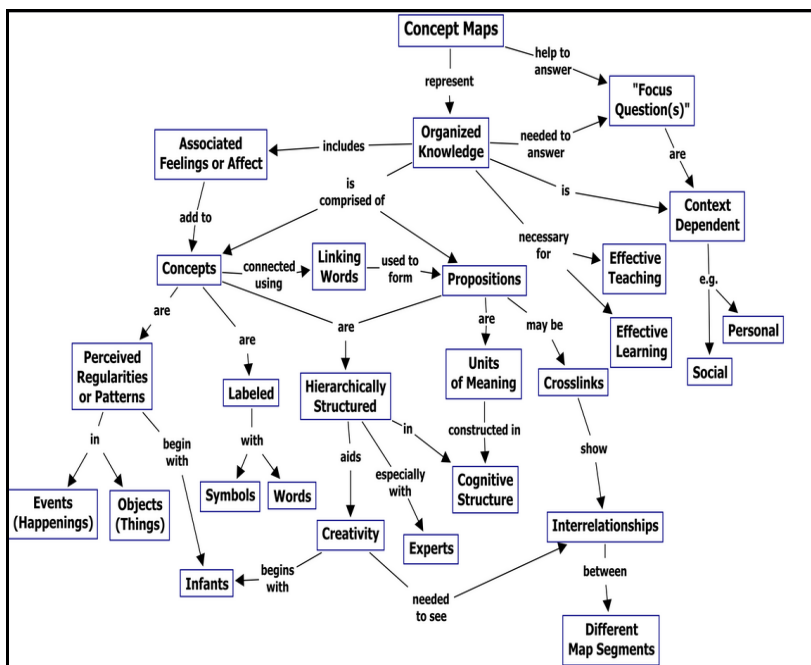 Concept Maps
help to
answer
represent
"Focus
Question(s)"
Organized
Knowledge
needed to
answer
Associated
Feelings or Affect
includes
are
is
comprised of
is
Context
Dependent
add to
necessary
for
Concepts
connected
using
Linking
Words
used to
form
Propositions
Effective
Teaching
e.g.
are
are
are
are
may be
Effective
Learning
Personal
Perceived
Regularities
or Patterns
Labeled
Hierarchically
Structured
Units
of Meaning
Crosslinks
Social
in
begin
with
with
aids
in
constructed in
show
especially
with
Events
(Happenings)
Objects
(Things)
Symbols
Words
Cognitive
Structure
Creativity
Experts
Interrelationships
Infants
begins
with
needed
to see
between
Different
Map Segments